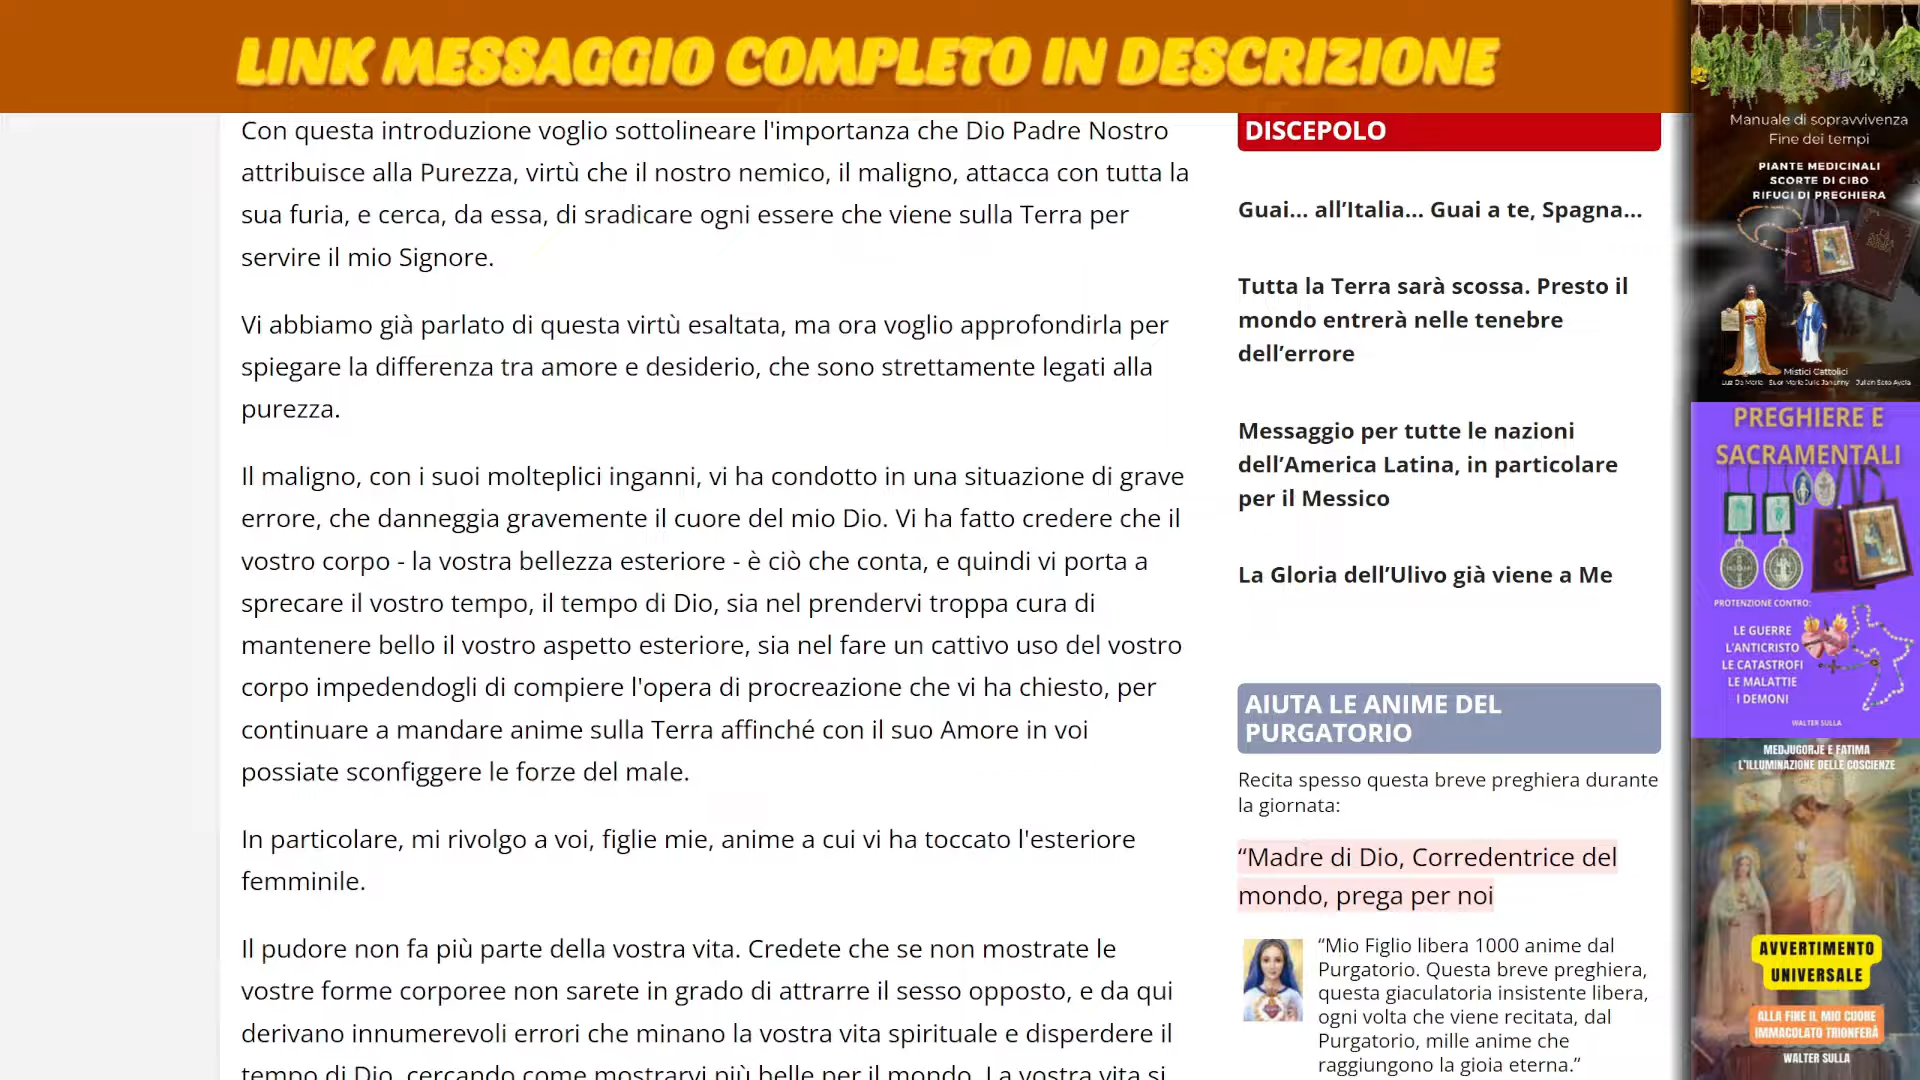 LINK MESSAGGIO COMPLETO IN DESCRIZIONE
Con questa introduzione voglio sottolineare l'importanza che Dio Padre Nostro
attribuisce alla Purezza, virtù che il nostro nemico, il maligno, attacca con tutta la
sua furia, e cerca, da essa, di sradicare ogni essere che viene sulla Terra per
servire il mio Signore.
Vi abbiamo già parlato di questa virtù esaltata, ma ora voglio approfondirla per
spiegare la differenza tra amore e desiderio, che sono strettamente legati alla
purezza.
Il maligno, con i suoi molteplici inganni, vi ha condotto in una situazione di grave
errore, che danneggia gravemente il cuore del mio Dio. Vi ha fatto credere che il
vostro corpo - la vostra bellezza esteriore - è ciò che conta, e quindi vi porta a
sprecare il vostro tempo, il tempo di Dio, sia nel prendervi troppa cura di
mantenere bello il vostro aspetto esteriore, sia nel fare un cattivo uso del vostro
corpo impedendogli di compiere l'opera di procreazione che vi ha chiesto, per
continuare a mandare anime sulla Terra affinché con il suo Amore in voi
possiate sconfiggere le forze del male.
In particolare, mi rivolgo a voi, figlie mie, anime a cui vi ha toccato l'esteriore
femminile.
Il pudore non fa più parte della vostra vita. Credete che se non mostrate le
vostre forme corporee non sarete in grado di attrarre il sesso opposto, e da qui
derivano innumerevoli errori che minano la vostra vita spirituale e disperdere il
tempo di Dio, cercando come mostrarvi più belle per il mondo. La vostra vita si
DISCEPOLO
Guai... all’Italia... Guai a te, Spagna...
Tutta la Terra sarà scossa. Presto il
mondo entrerà nelle tenebre
dell’errore
Messaggio per tutte le nazioni
dell’America Latina, in particolare
per il Messico
La Gloria dell’Ulivo già viene a Me
AIUTA LE ANIME DEL
PURGATORIO
Recita spesso questa breve preghiera durante
la giornata:
“Madre di Dio, Corredentrice del
mondo, prega per noi
“Mio Figlio libera 1000 anime dal
Purgatorio. Questa breve preghiera,
questa giaculatoria insistente libera,
ogni volta che viene recitata, dal
Purgatorio, mille anime che
raggiungono la gioia eterna.”
Manuale di sopravvivenza
Fine dei tempi
PIANTE MEDICINALI
SCORTE DI CIBO
RIFUGI DI PREGHIERA
Mistici Cattolici
PREGHIERE E
SACRAMENTALI
PROTENZIONE CONTRO:
LE GUERRE
L'ANTICRISTO
LE CATASTROFI
LE MALATTIE
I DEMONI
WALTER SULLA
MEDJUGORJE E FATIMA
L'ILLUMINAZIONE DELLE COSCIENZE
AVVERTIMENTO
UNIVERSALE
ALLA FINE IL MIO CUORE
IMMACOLATO TRIONFERÀ
WALTER SULLA